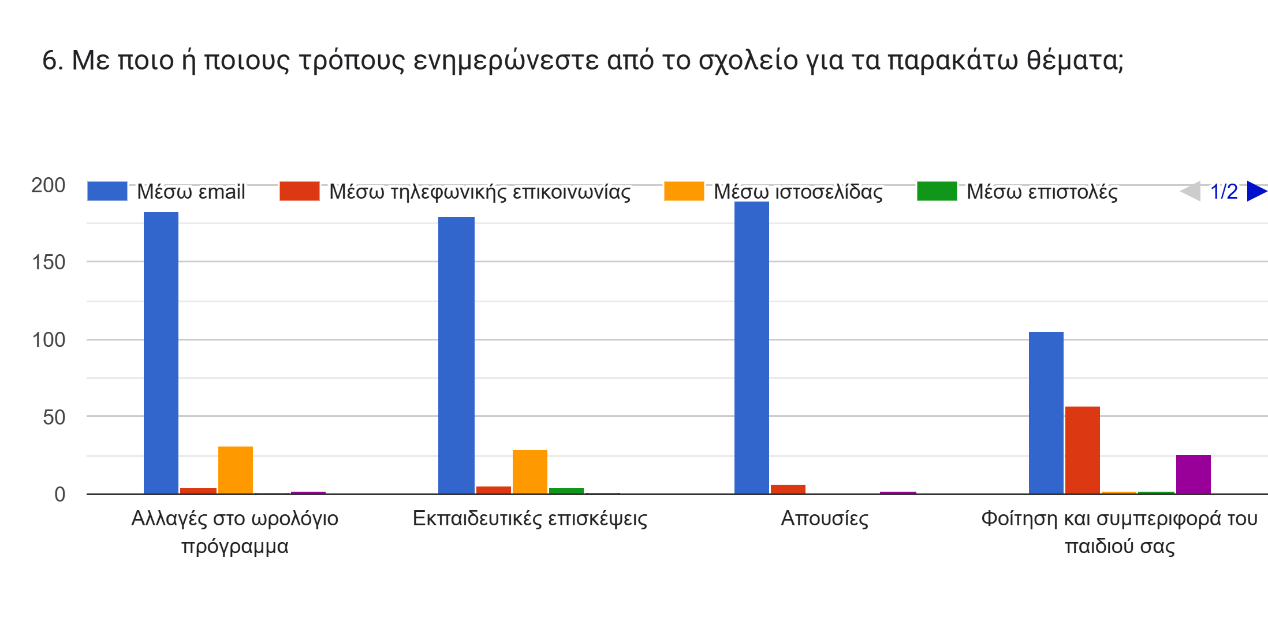 6. Με ποιο ή ποιους τρόπους ενημερώνεστε από το σχολείο για τα παρακάτω θέματα;
Μέσω εmail Μέσω τηλεφωνικής επικοινωνίας Μέσω ιστοσελίδας Μέσω επιστολές 1/2
200
150
100
50
0
Αλλαγές στο ωρολόγιο πρόγραμμα
Εκπαιδευτικές επισκέψεις
Απουσίες
Φοίτηση και συμπεριφορά του παιδιού σας